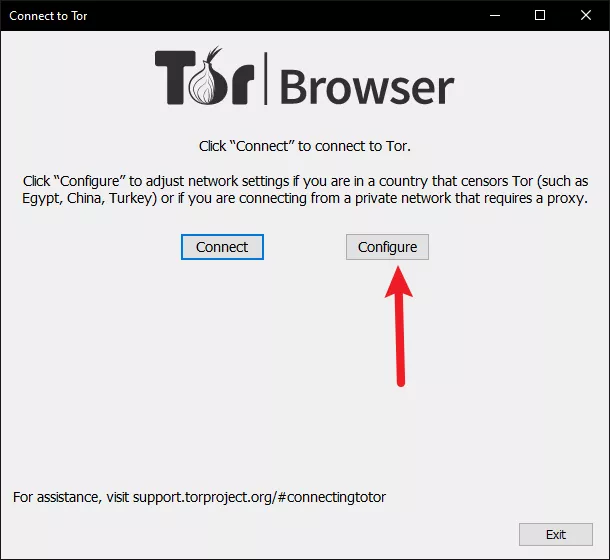 Connect to Tor
Tor Browser
Click “Connect” to connect to Tor.
Click “Configure” to adjust network settings if you are in a country that censors Tor (such as
Egypt, China, Turkey) or if you are connecting from a private network that requires a proxy.
Connect Configure
For assistance, visit support.torproject.org/#connectingtotor
Exit